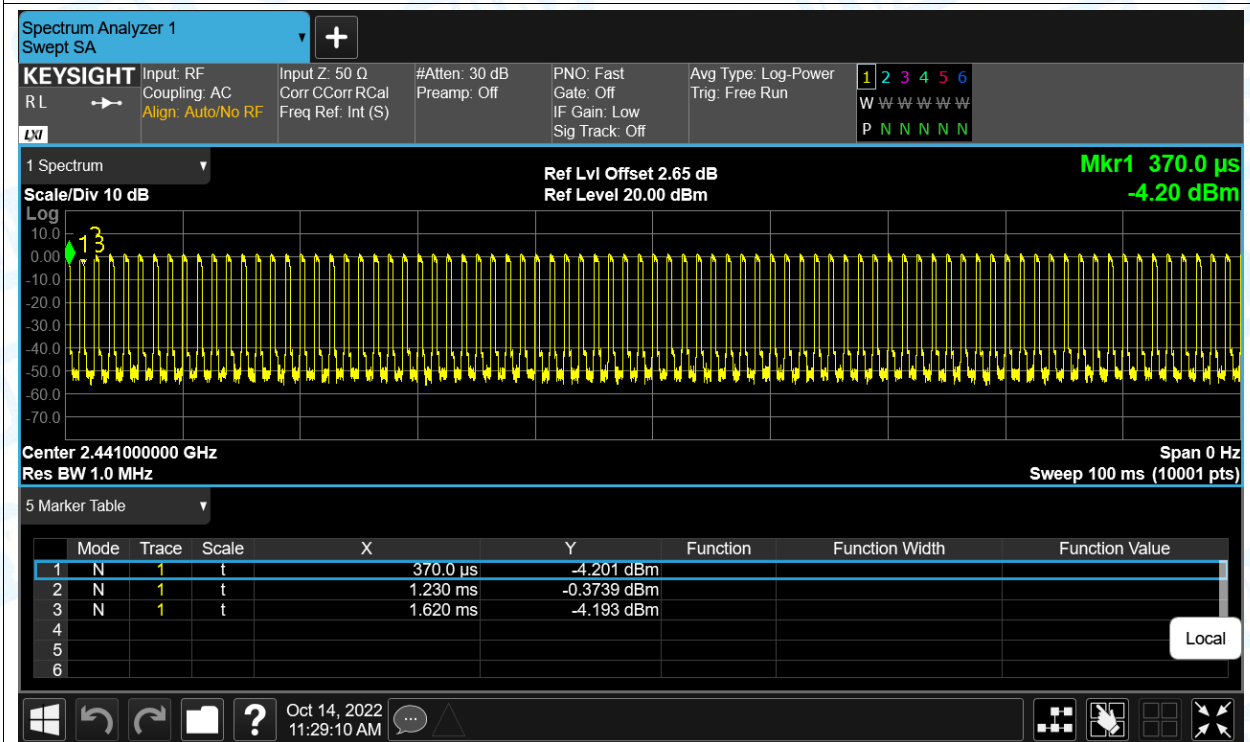 Spectrum Analyzer 1
Swept SA
+
KEYSIGHT Input: RF Input Z: 50 Ω #Atten: 30 dB PNO: Fast Avg Type: Log-Power 1 2 3 4 5 6
R L Coupling: AC Corr CCorr RCal Preamp: Off Gate: Off Trig: Free Run W W W W W W
Align: Auto/No RF Freq Ref: Int (S) IF Gain: Low
LXI Sig Track: Off P N N N N N
1 Spectrum Ref Lvl Offset 2.65 dB Mkr1 370.0 µs
Scale/Div 10 dB Ref Level 20.00 dBm -4.20 dBm
Log
10.0
0.00
-10.0
-20.0
-30.0
-40.0
-50.0
-60.0
-70.0
1 3
Center 2.441000000 GHz Span 0 Hz
Res BW 1.0 MHz Sweep 100 ms (10001 pts)
5 Marker Table
Mode Trace Scale X Y Function Function Width Function Value
1 N 1 t 370.0 µs -4.201 dBm
2 N 1 t 1.230 ms -0.3739 dBm
3 N 1 t 1.620 ms -4.193 dBm
4
5
6
Local
? Oct 14, 2022
11:29:10 AM